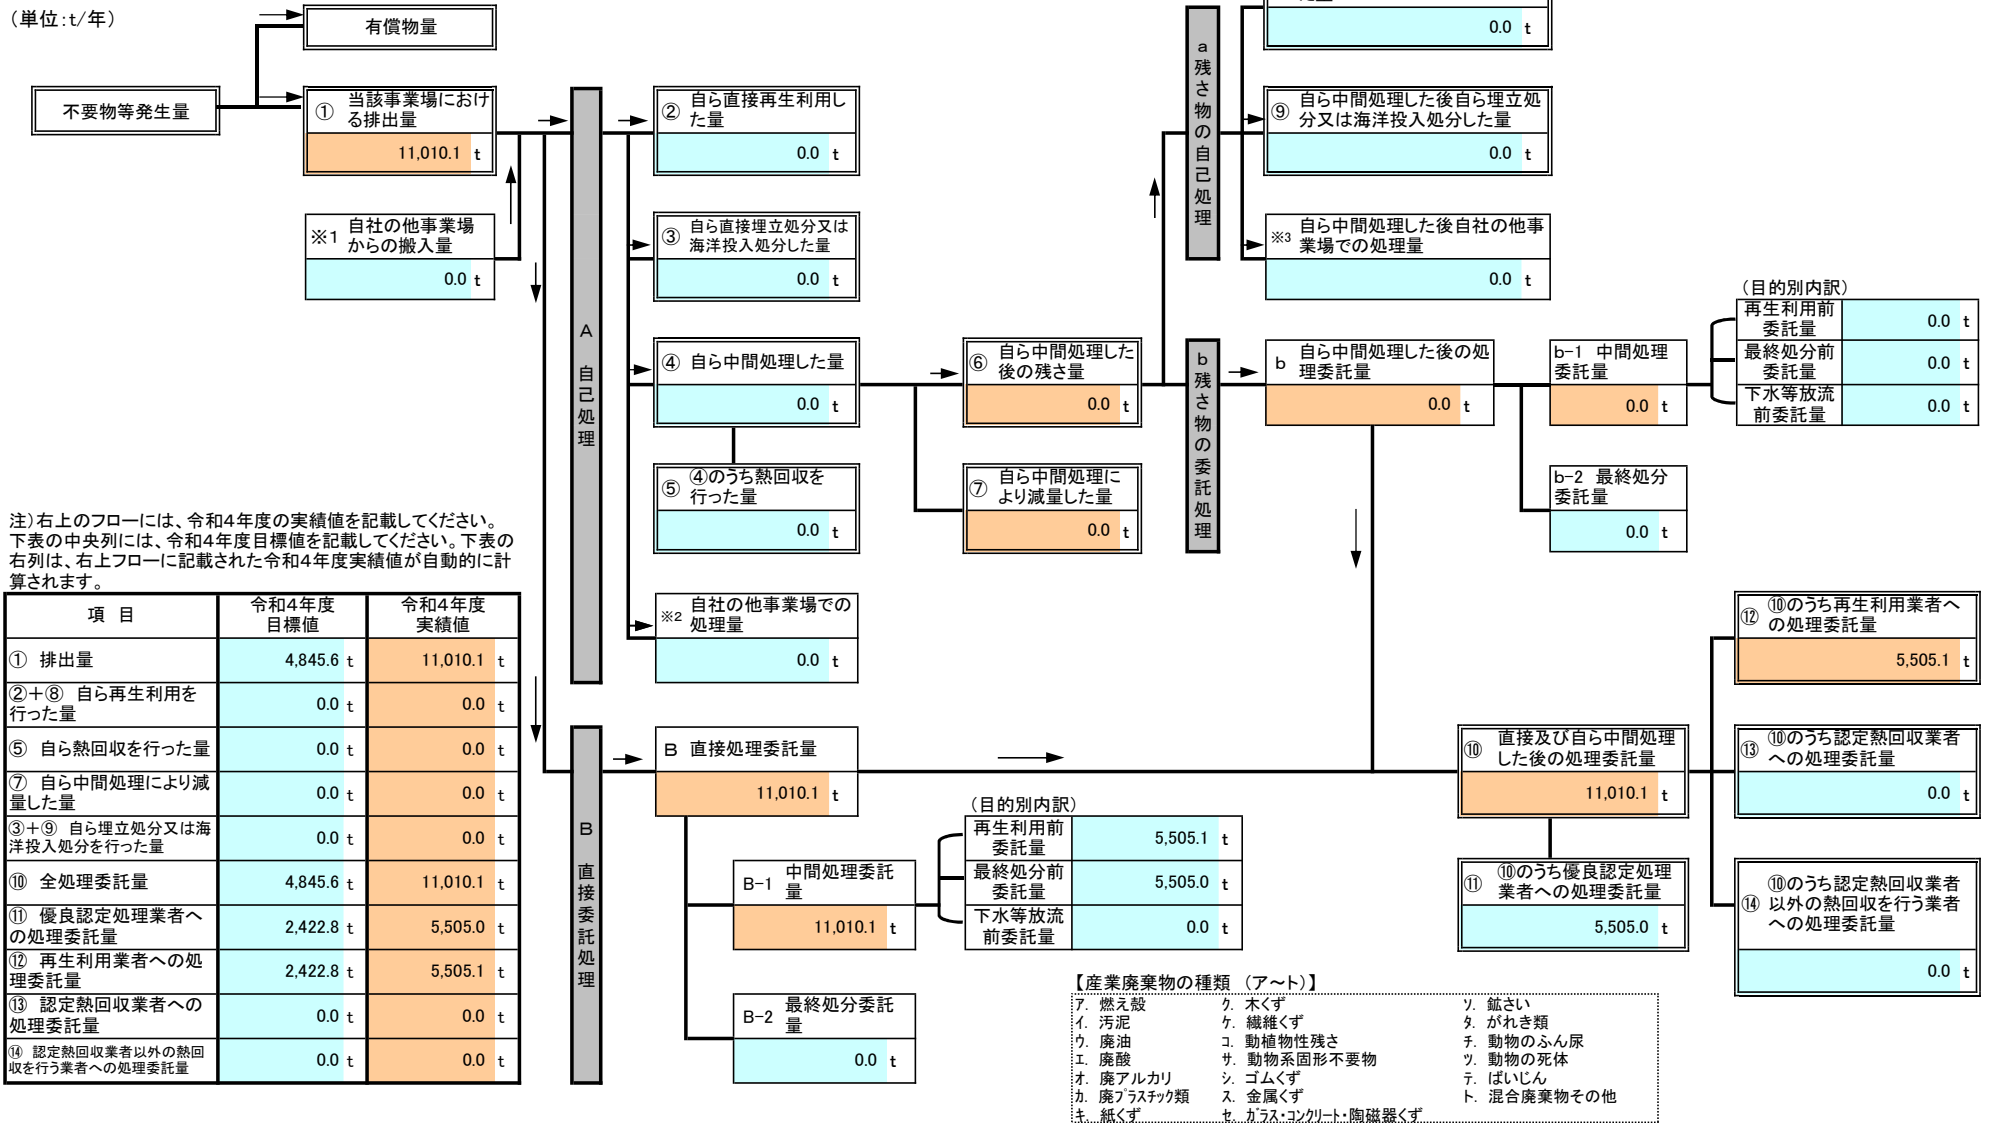 （単位：t/年）
有償物量
不要物等発生量
① 当該事業場におけ
る排出量
11,010.1 t
※1 自社の他事業場
からの搬入量
0.0 t
A 自己処理
② 自ら直接再生利用し
た量
0.0 t
③ 自ら直接埋立処分又は
海洋投入処分した量
0.0 t
④ 自ら中間処理した量
0.0 t
⑤ ④のうち熱回収を
行った量
0.0 t
※2 自社の他事業場での
処理量
0.0 t
⑥ 自ら中間処理した
後の残さ量
0.0 t
⑦ 自ら中間処理に
より減量した量
0.0 t
a 残さ物の自己処理
0.0 t
⑨ 自ら中間処理した後自ら埋立処
分又は海洋投入処分した量
0.0 t
※3 自ら中間処理した後自社の他事
業場での処理量
0.0 t
b 残さ物の委託処理
b 自ら中間処理した後の処
理委託量
0.0 t
b-1 中間処理
委託量
0.0 t
b-2 最終処分
委託量
0.0 t
（目的別内訳）
再生利用前
委託量 0.0 t
最終処分前
委託量 0.0 t
下水等放流
前委託量 0.0 t
注）右上のフローには、令和４年度の実績値を記載してください。
下表の中央列には、令和４年度目標値を記載してください。下表の
右列は、右上フローに記載された令和４年度実績値が自動的に計
算されます。
項 目 令和４年度
目標値 令和４年度
実績値
① 排出量 4,845.6 t 11,010.1 t
②＋⑧ 自ら再生利用を
行った量 0.0 t 0.0 t
⑤ 自ら熱回収を行った量 0.0 t 0.0 t
⑦ 自ら中間処理により減
量した量 0.0 t 0.0 t
③＋⑨ 自ら埋立処分又は海
洋投入処分を行った量 0.0 t 0.0 t
⑩ 全処理委託量 4,845.6 t 11,010.1 t
⑪ 優良認定処理業者へ
の処理委託量 2,422.8 t 5,505.0 t
⑫ 再生利用業者への処
理委託量 2,422.8 t 5,505.1 t
⑬ 認定熱回収業者への
処理委託量 0.0 t 0.0 t
⑭ 認定熱回収業者以外の熱回
収を行う業者への処理委託量 0.0 t 0.0 t
B 直接委託処理
B 直接処理委託量
11,010.1 t
B-1 中間処理委託
量
11,010.1 t
B-2 最終処分委託
量
0.0 t
（目的別内訳）
再生利用前
委託量 5,505.1 t
最終処分前
委託量 5,505.0 t
下水等放流
前委託量 0.0 t
⑩ 直接及び自ら中間処理
した後の処理委託量
11,010.1 t
⑪ ⑩のうち優良認定処理
業者への処理委託量
5,505.0 t
⑫ ⑩のうち再生利用業者へ
の処理委託量
5,505.1 t
⑬ ⑩のうち認定熱回収業者
への処理委託量
0.0 t
⑭ ⑩のうち認定熱回収業者
以外の熱回収を行う業者
への処理委託量
0.0 t
【産業廃棄物の種類 （ア～ト）】
ア. 燃え殻 ク. 木くず ソ. 鉱さい
イ. 汚泥 ケ. 繊維くず タ. がれき類
ウ. 廃油 コ. 動植物性残さ チ. 動物のふん尿
エ. 廃酸 サ. 動物系固形不要物 ツ. 動物の死体
オ. 廃アルカリ シ. ゴムくず テ. ばいじん
カ. 廃プラスチック類 ス. 金属くず ト. 混合廃棄物その他
キ. 紙くず セ. ガラス・コンクリート・陶磁器くず